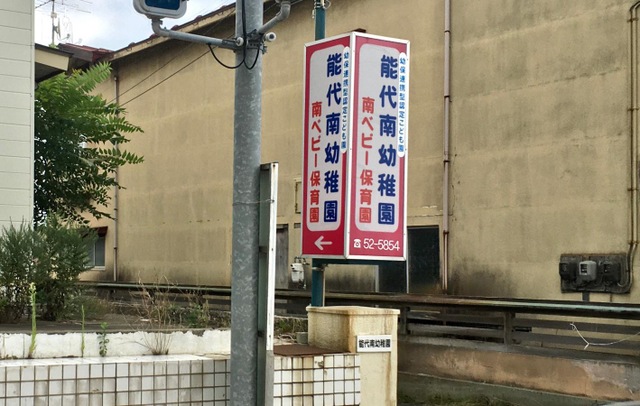 幼保連携型認定こども園
能代南幼稚園
南ベビー保育園
←
幼保連携型認定こども園
能代南幼稚園
南ベビー保育園
☎52-5854
能代南幼稚園